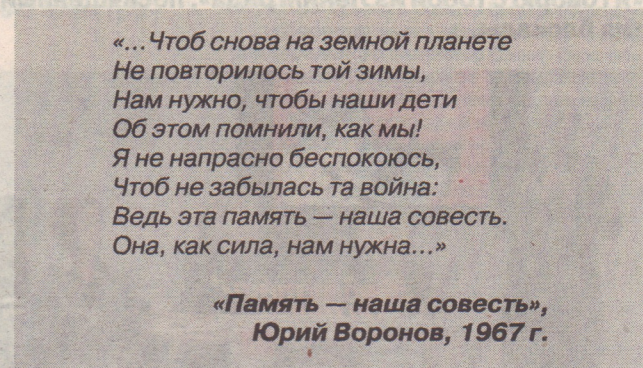 «...Чтоб снова на земной планете
Не повторилось той зимы,
Нам нужно, чтобы наши дети
Об этом помнили, как мы!
Я не напрасно беспокоюсь,
Чтоб не забылась та война:
Ведь эта память — наша совесть.
Она, как сила, нам нужна...»
«Память — наша совесть»,
Юрий Воронов, 1967 г.